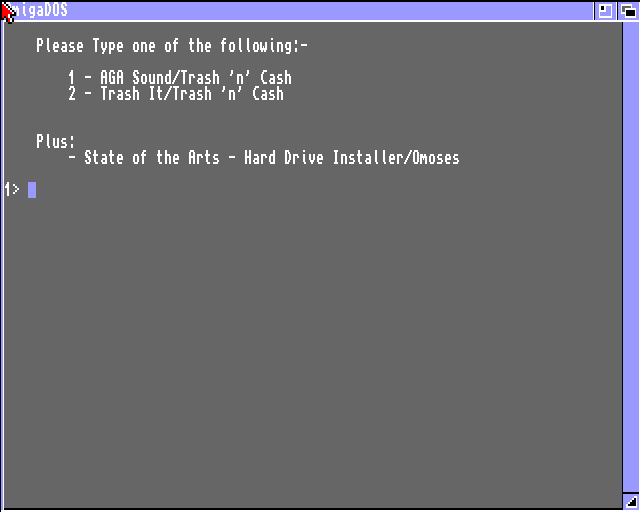 migaDOS
Please Type one of the following:-
1 - AGA Sound/Trash 'n' Cash
2 - Trash It/Trash 'n' Cash
Plus:
- State of the Arts - Hard Drive Installer/Omoses
1>